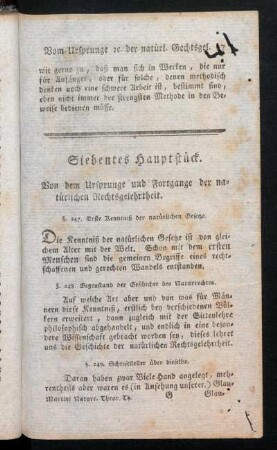 Vom Ursprunge ꝛc. der natürl. Gechtsgel.
wir gerne zu, daß man sich in Werken, die nur
für Anfänger, oder für solche, denen methodisch
denken noch eine schwere Arbeit ist, bestimmt sind,
eben nicht immer der strengsten Methode in den Be-
weise bedienen müsse.
Siebentes Hauptstück.
Von dem Ursprunge und Fortgange der na-
türlichen Rechtsgelehrtheit.
§. 247. Erste Kenntniß der natürlichen Gesetze.
Die Kenntniß der natürlichen Gesetze ist von glei-
chem Alter mit der Welt. Schon mit dem ersten
Menschen sind die gemeinen Begriffe eines recht-
schaffenen und gerechten Wandels entstanden.
§. 248. Gegenstand der Geschichte des Naturrechtes.
Auf welche Art aber und von was für Män-
nern diese Kenntniß, erstlich bey verschiedenen Völ-
kern erweitert, dann zugleich mit der Sittenlehre
philosophisch abgehandelt, und endlich in eine eigene
Wissenschaft gebracht worden sey, dieses lehret
uns die Geschichte der natürlichen Rechtsgelehrtheit.
§. 249. Schriftsteller über dieselbe.
Daran haben zwar Viele Hand angelegt, meh-
rentheils aber waren es (in Ansehung unserer) Glau-
Martini Naturr. Theor. Th. G Glau-